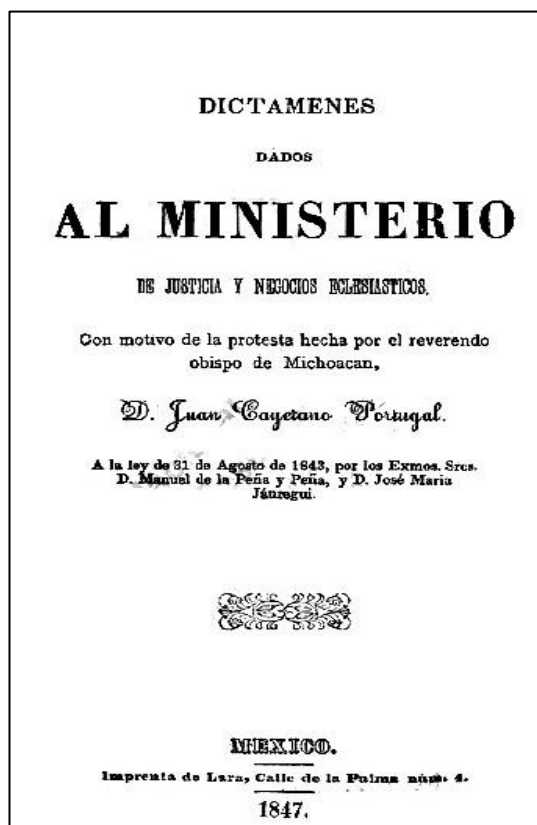 DICTAMENES
DADOS
AL MINISTERIO
DE JUSTICIA Y NEGOCIOS ECLESIASTICOS,
Con motivo de la protesta hecha por el reverendo
obispo de Michoacan,
D. Juan Cayetano Portugal.
A la ley de 31 de Agosto de 1843, por los Exmos. Sres.
D. Manuel de la Peña y Peña, y D. José Maria
Jáuregui.
MEXICO.
Imprenta de Lara, Calle de la Palma núm. 4.
1847.